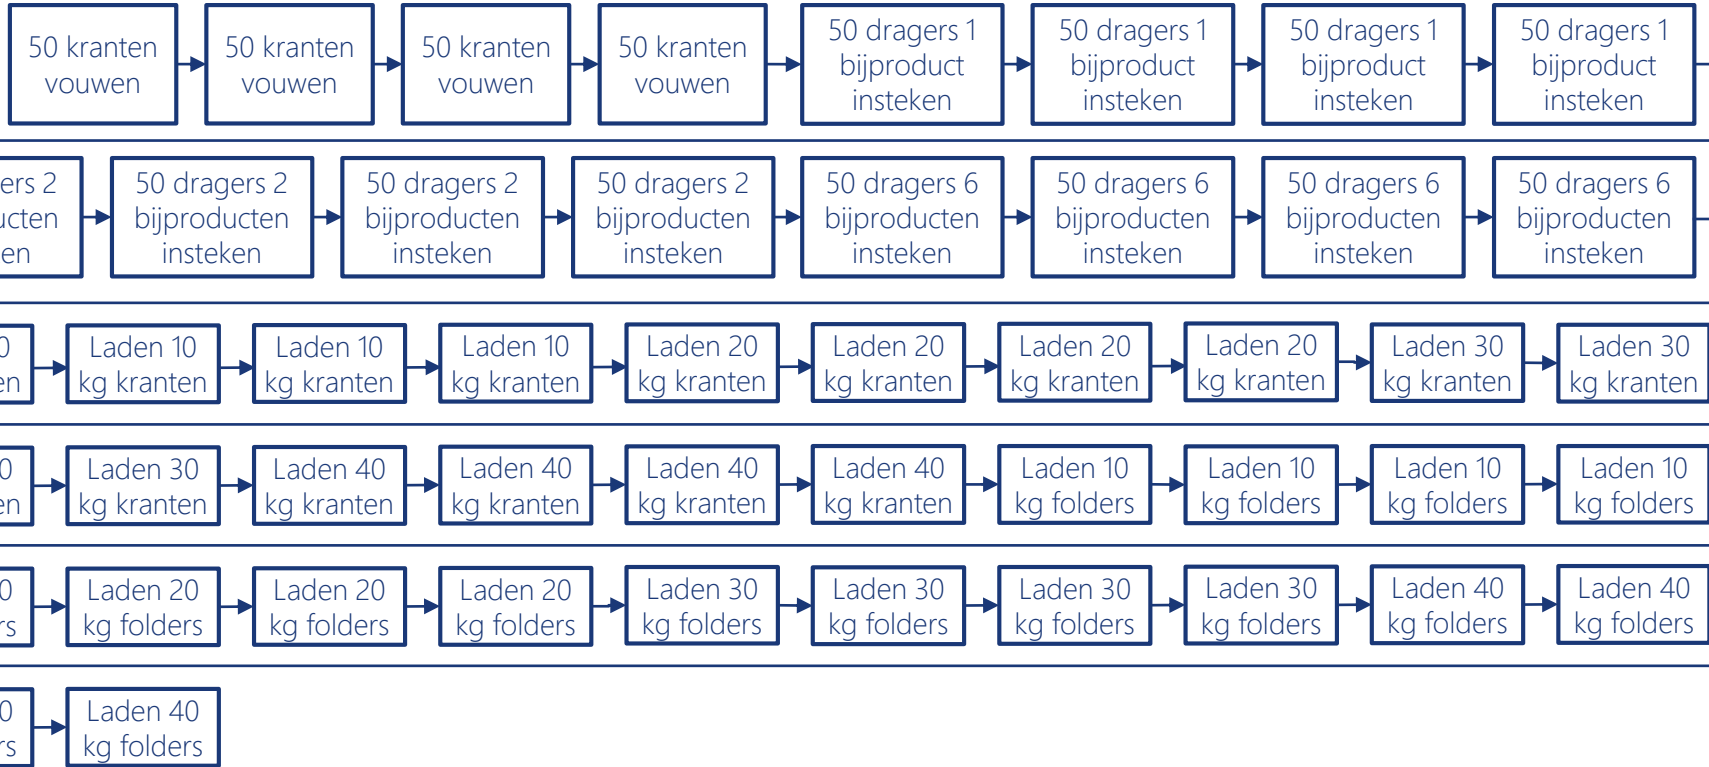 50 kranten
vouwen
50 kranten
vouwen
50 kranten
vouwen
50 kranten
vouwen
50 dragers 1
bijproduct
insteken
50 dragers 1
bijproduct
insteken
50 dragers 1
bijproduct
insteken
50 dragers 1
bijproduct
insteken
2
50 dragers 2
bijproducten
insteken
50 dragers 2
bijproducten
insteken
50 dragers 2
bijproducten
insteken
50 dragers 6
bijproducten
insteken
50 dragers 6
bijproducten
insteken
50 dragers 6
bijproducten
insteken
50 dragers 6
bijproducten
insteken
Laden 10
kg kranten
Laden 10
kg kranten
Laden 10
kg kranten
Laden 20
kg kranten
Laden 20
kg kranten
Laden 20
kg kranten
Laden 20
kg kranten
Laden 30
kg kranten
Laden 30
kg kranten
Laden 30
kg kranten
Laden 40
kg kranten
Laden 40
kg kranten
Laden 40
kg kranten
Laden 40
kg kranten
Laden 10
kg folders
Laden 10
kg folders
Laden 10
kg folders
Laden 10
kg folders
Laden 20
kg folders
Laden 20
kg folders
Laden 20
kg folders
Laden 30
kg folders
Laden 30
kg folders
Laden 30
kg folders
Laden 30
kg folders
Laden 40
kg folders
Laden 40
kg folders
Laden 40
kg folders